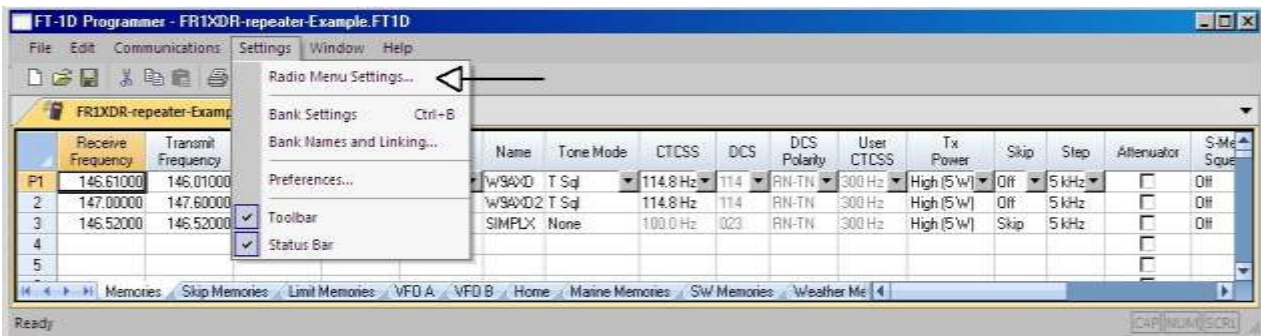 FT-1D Programmer - FR1XDR-repeater-Example.FT1D
File Edit Communications Settings Window Help
Radio Menu Settings...
Bank Settings Ctrl+B
Bank Names and Linking...
Preferences...
Toolbar
Status Bar
FR1XDR-repeater-Examp
Receive Frequency Transmit Frequency Name Tone Mode CTCSS DCS DCS Polarity User CTCSS Tx Power Skip Step Attenuator S-Me Sque
P1 146.61000 146.01000 W9AXD T Sql 114.8 Hz 114 RN-TN 300 Hz High (5 W) Off 5 kHz Off
2 147.00000 147.60000 W9AXD2 T Sql 114.8 Hz 114 RN-TN 300 Hz High (5 W) Off 5 kHz Off
3 146.52000 146.52000 SIMPLX None 100.0 Hz 023 RN-TN 300 Hz High (5 W) Skip 5 kHz Off
4
5
Memories Skip Memories Limit Memories VFO A VFO B Home Marine Memories SW Memories Weather Me
Ready CAP NUM SCRL